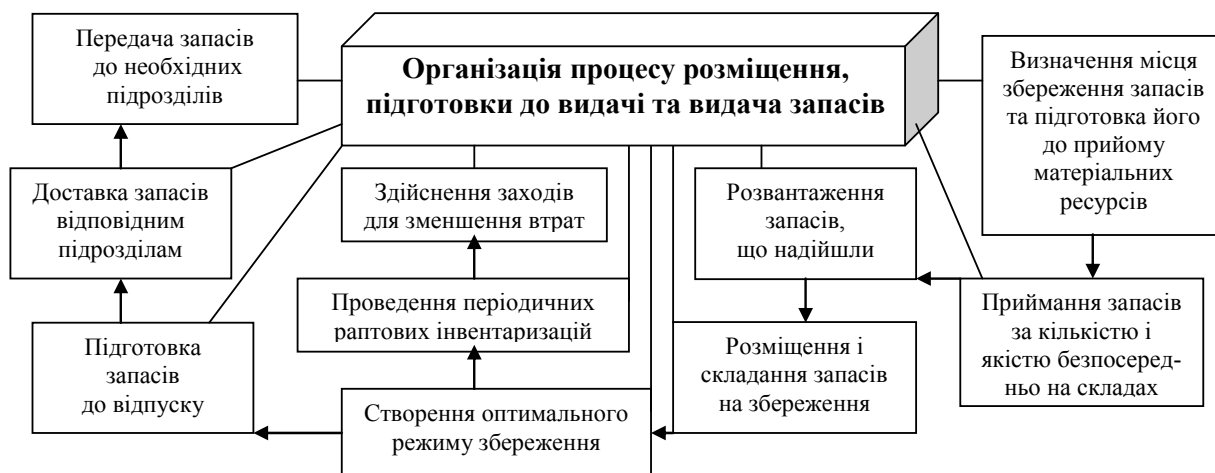 Передача запасів
до необхідних
підрозділів
Організація процесу розміщення,
підготовки до видачі та видача запасів
Визначення місця
збереження запасів
та підготовка його
до прийому
матеріальних
ресурсів
Доставка запасів
відповідним
підрозділам
Здійснення заходів
для зменшення втрат
Розвантаження
запасів,
що надійшли
Підготовка
запасів
до відпуску
Проведення періодичних
раптових інвентаризацій
Розміщення і
складання запасів
на збереження
Приймання запасів
за кількістю і
якістю безпосеред-
ньо на складах
Створення оптимального
режиму збереження